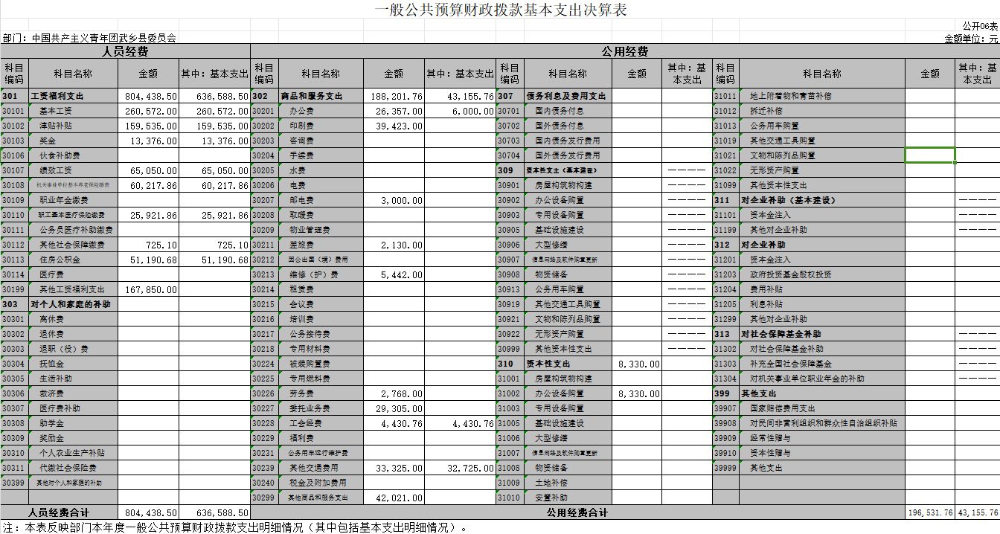 一般公共预算财政拨款基本支出决算表
公开06表
部门：中国共产主义青年团武乡县委员会 金额单位：元
人员经费 公用经费
科目编码 科目名称 金额 其中：基本支出 科目编码 科目名称 金额 其中：基本支出 科目编码 科目名称 金额 其中：基本支出 科目编码 科目名称 金额 其中：基本支出
301 工资福利支出 804,438.50 636,588.50 302 商品和服务支出 188,201.76 43,155.76 307 债务利息及费用支出 31011 地上附着物和青苗补偿
30101 基本工资 260,572.00 260,572.00 30201 办公费 26,357.00 6,000.00 30701 国内债务付息 31012 拆迁补偿
30102 津贴补贴 159,535.00 159,535.00 30202 印刷费 39,423.00 30702 国外债务付息 31013 公务用车购置
30103 奖金 13,376.00 13,376.00 30203 咨询费 30703 国内债务发行费用 31019 其他交通工具购置
30106 伙食补助费 30204 手续费 30704 国外债务发行费用 31021 文物和陈列品购置
30107 绩效工资 65,050.00 65,050.00 30205 水费 309 资本性支出（基本建设） ———— 31022 无形资产购置
30108 机关事业单位基本养老保险缴费 60,217.86 60,217.86 30206 电费 30901 房屋构筑物构建 ———— 31099 其他资本性支出
30109 职业年金缴费 30207 邮电费 3,000.00 30902 办公设备购置 ———— 311 对企业补助（基本建设） ————
30110 职工基本医疗保险缴费 25,921.86 25,921.86 30208 取暖费 30903 专用设备购置 ———— 31101 资本金注入 ————
30111 公务员医疗补助缴费 30209 物业管理费 30905 基础设施建设 ———— 31199 其他对企业补助 ————
30112 其他社会保障缴费 725.10 725.10 30211 差旅费 2,130.00 30906 大型修缮 ———— 312 对企业补助
30113 住房公积金 51,190.68 51,190.68 30212 因公出国（境）费用 30907 信息网络及软件购置更新 ———— 31201 资本金注入
30114 医疗费 30213 维修（护）费 5,442.00 30908 物资储备 ———— 31203 政府投资基金股权投资
30199 其他工资福利支出 167,850.00 30214 租赁费 30913 公务用车购置 ———— 31204 费用补贴
303 对个人和家庭的补助 30215 会议费 30919 其他交通工具购置 ———— 31205 利息补贴
30301 离休费 30216 培训费 30921 文物和陈列品购置 ———— 31299 其他对企业补助
30302 退休费 30217 公务接待费 30922 无形资产购置 ———— 313 对社会保障基金补助 ————
30303 退职（役）费 30218 专用材料费 30999 其他资本性支出 ———— 31302 对社会保障基金补助 ————
30304 抚恤金 30224 被装购置费 310 资本性支出 8,330.00 31303 补充全国社会保障基金 ————
30305 生活补助 30225 专用燃料费 31001 房屋构筑物构建 31304 对机关事业单位职业年金的补助 ————
30306 救济费 30226 劳务费 2,768.00 31002 办公设备购置 8,330.00 399 其他支出
30307 医疗费补助 30227 委托业务费 29,305.00 31003 专用设备购置 39907 国家赔偿费用支出
30308 助学金 30228 工会经费 4,430.76 4,430.76 31005 基础设施建设 39908 对民间非营利组织和群众性自治组织补贴
30309 奖励金 30229 福利费 31006 大型修缮 39909 经常性赠与
30310 个人农业生产补贴 30231 公务用车运行维护费 31007 信息网络及软件购置更新 39910 资本性赠与
30311 代缴社会保险费 30239 其他交通费用 33,325.00 32,725.00 31008 物资储备 39999 其他支出
30399 其他对个人和家庭的补助 30240 税金及附加费用 31009 土地补偿
30299 其他商品和服务支出 42,021.00 31010 安置补助
人员经费合计 804,438.50 636,588.50 公用经费合计 196,531.76 43,155.76
注：本表反映部门本年度一般公共预算财政拨款支出明细情况（其中包括基本支出明细情况）。